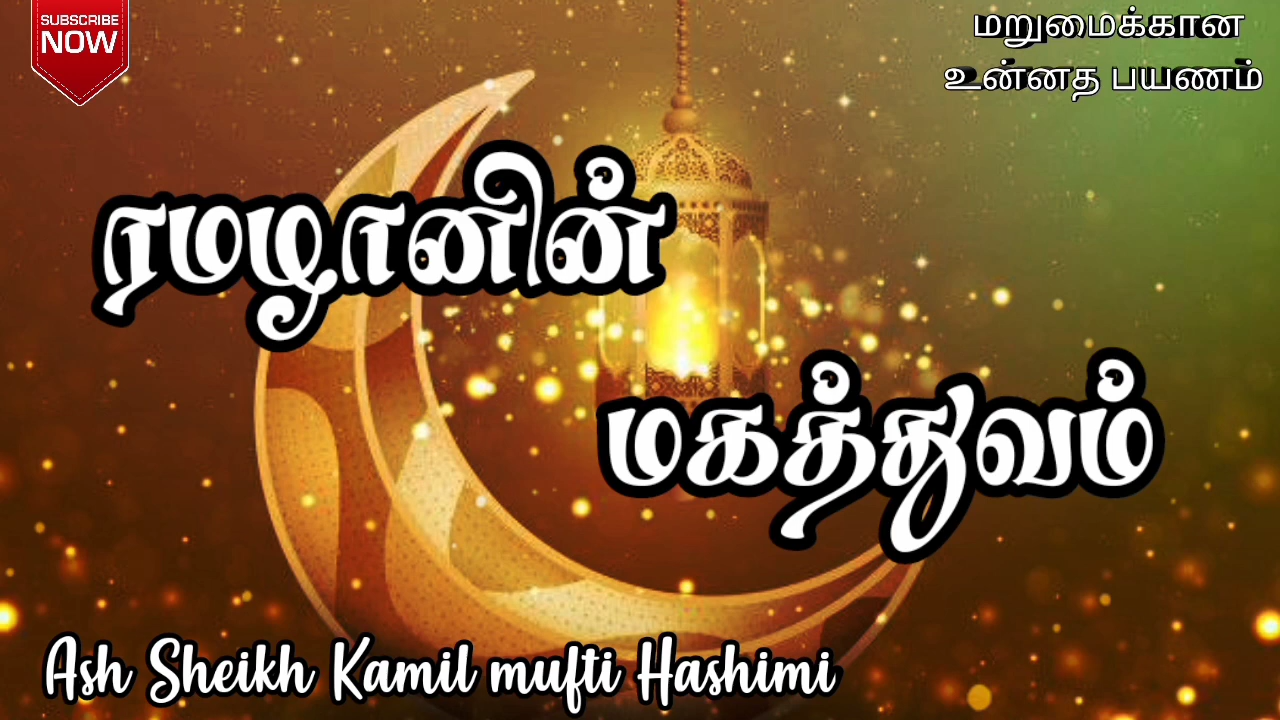 SUBSCRIBE
NOW
மறுமைக்கான
உன்னத பயணம்
ரமழானின்
மகத்துவம்
Ash Sheikh Kamil mufti Hashimi